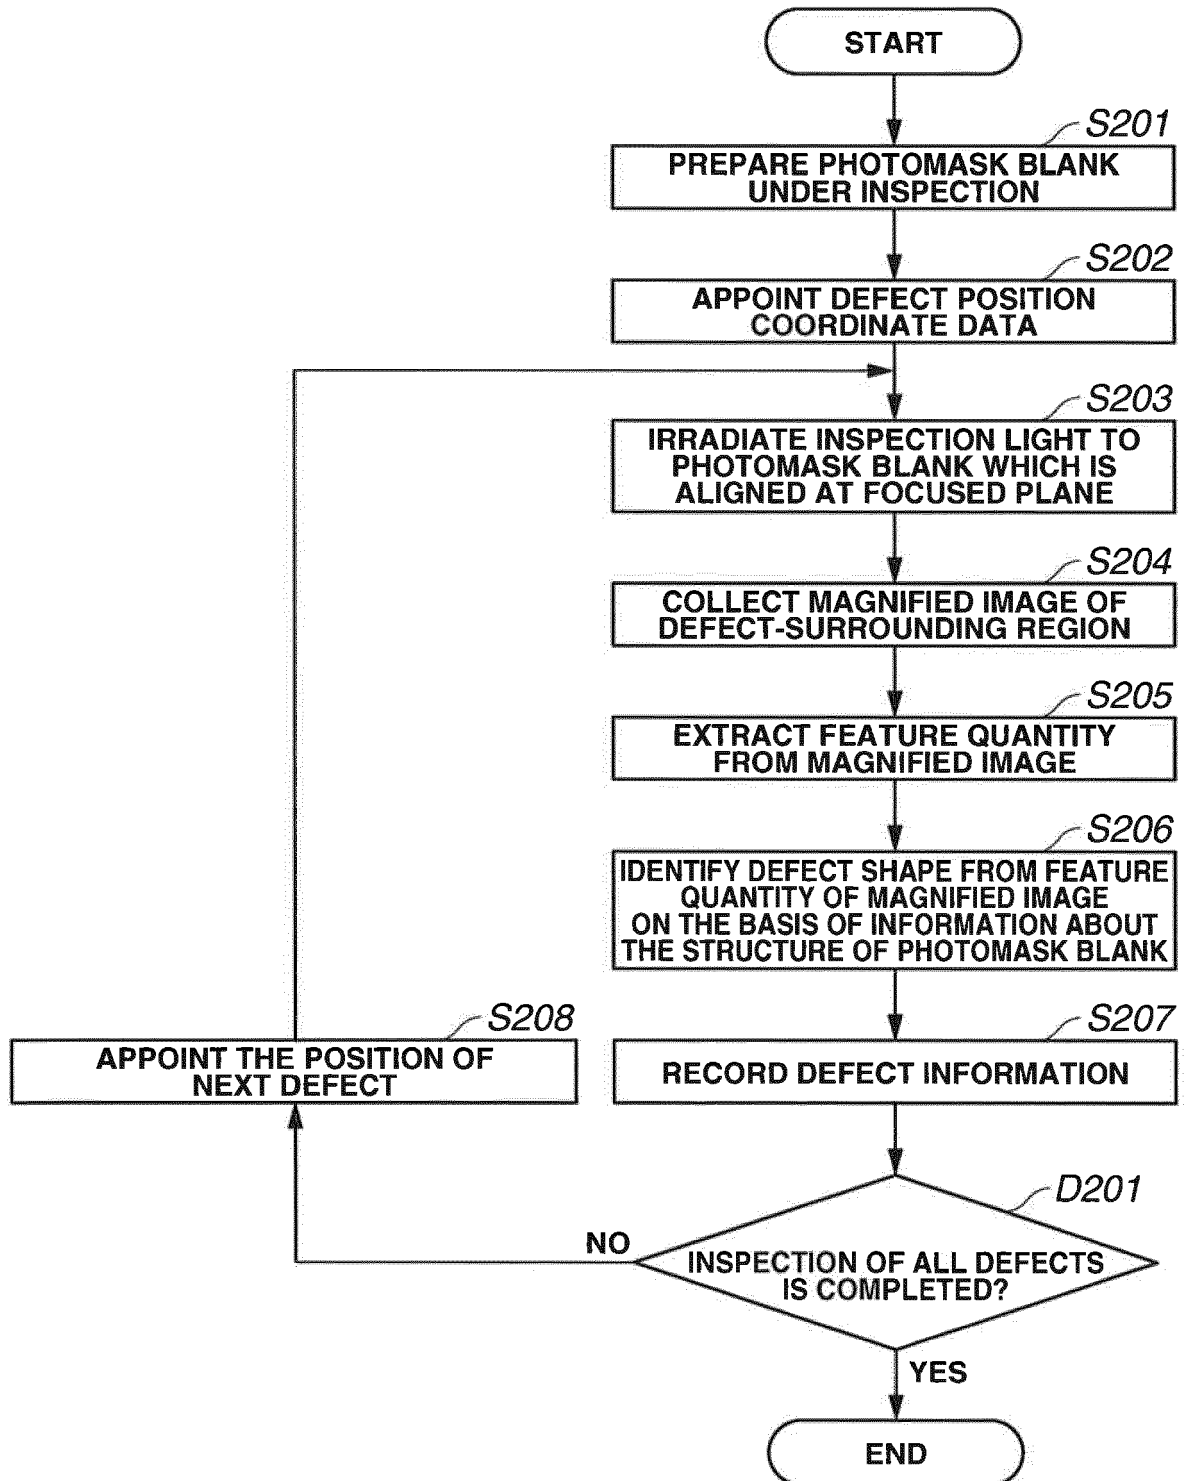 START
S201
PREPARE PHOTOMASK BLANK
UNDER INSPECTION
S202
APPOINT DEFECT POSITION
COORDINATE DATA
S203
IRRADIATE INSPECTION LIGHT TO
PHOTOMASK BLANK WHICH IS
ALIGNED AT FOCUSED PLANE
S204
COLLECT MAGNIFIED IMAGE OF
DEFECT-SURROUNDING REGION
S205
EXTRACT FEATURE QUANTITY
FROM MAGNIFIED IMAGE
S206
IDENTIFY DEFECT SHAPE FROM FEATURE
QUANTITY OF MAGNIFIED IMAGE
ON THE BASIS OF INFORMATION ABOUT
THE STRUCTURE OF PHOTOMASK BLANK
S208
APPOINT THE POSITION OF
NEXT DEFECT
S207
RECORD DEFECT INFORMATION
D201
NO
INSPECTION OF ALL DEFECTS
IS COMPLETED?
YES
END